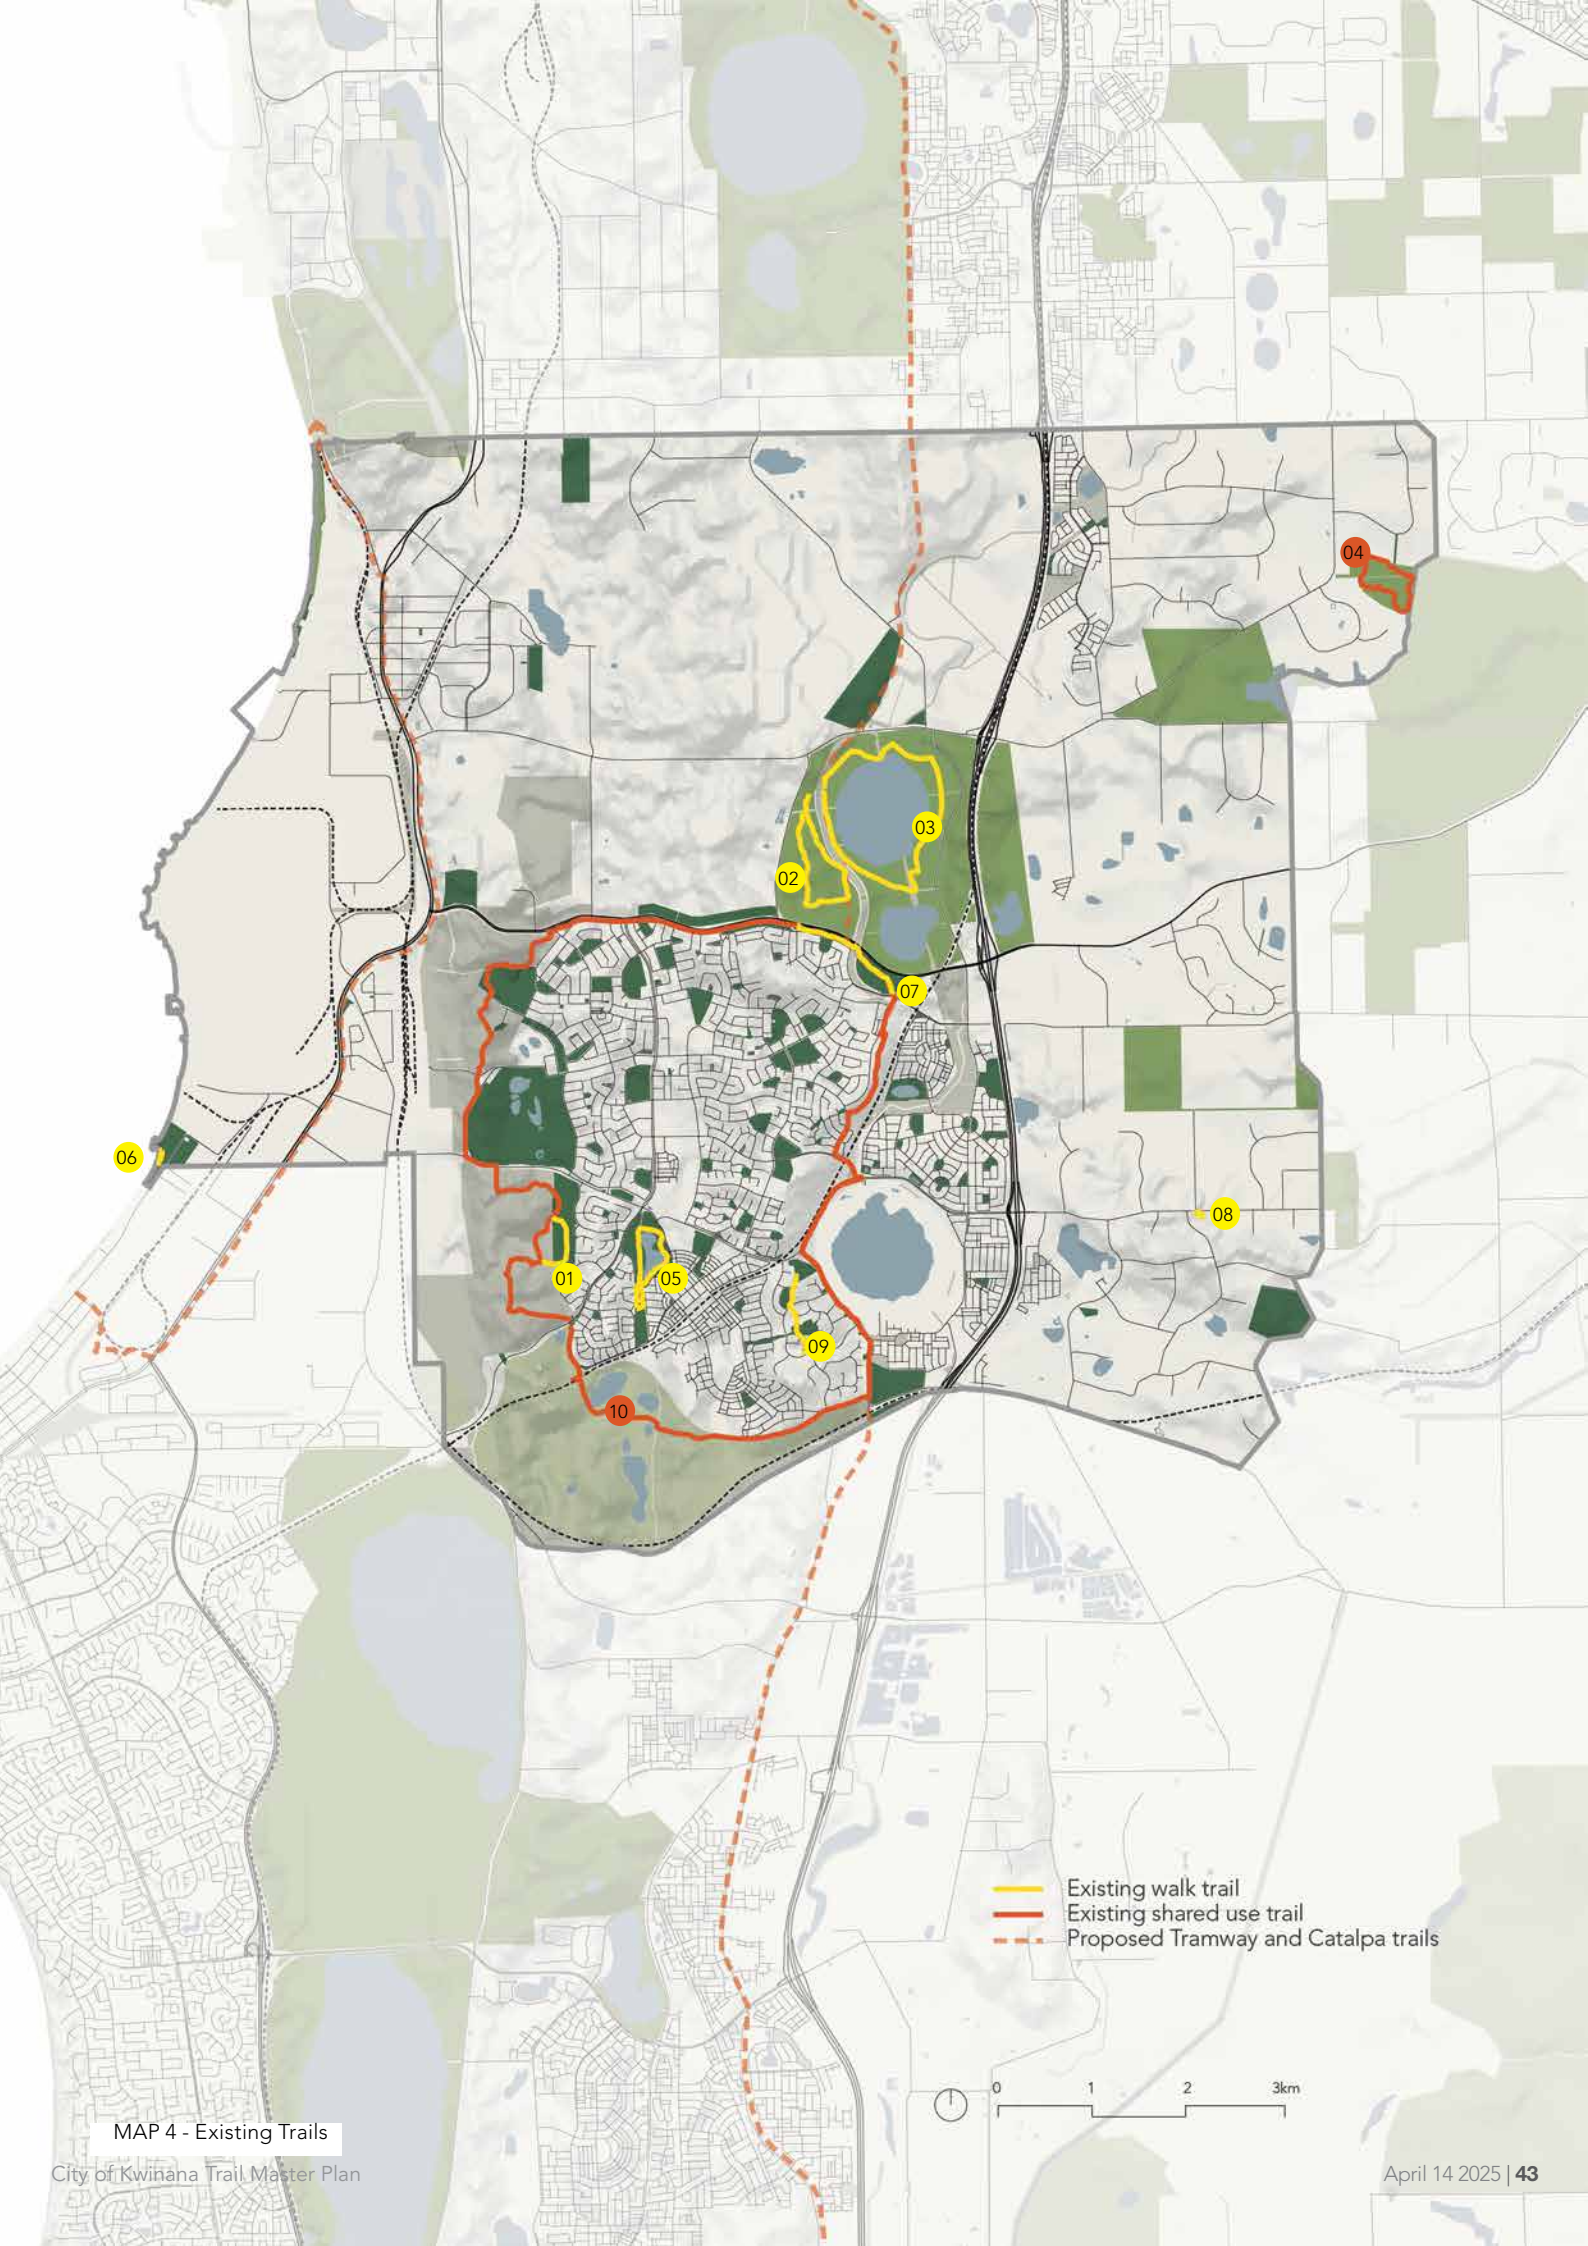 04
03
02
07
06
08
01
05
09
10
Existing walk trail
Existing shared use trail
Proposed Tramway and Catalpa trails
0 1 2 3km
MAP 4 - Existing Trails
City of Kwinana Trail Master Plan
April 14 2025 | 43